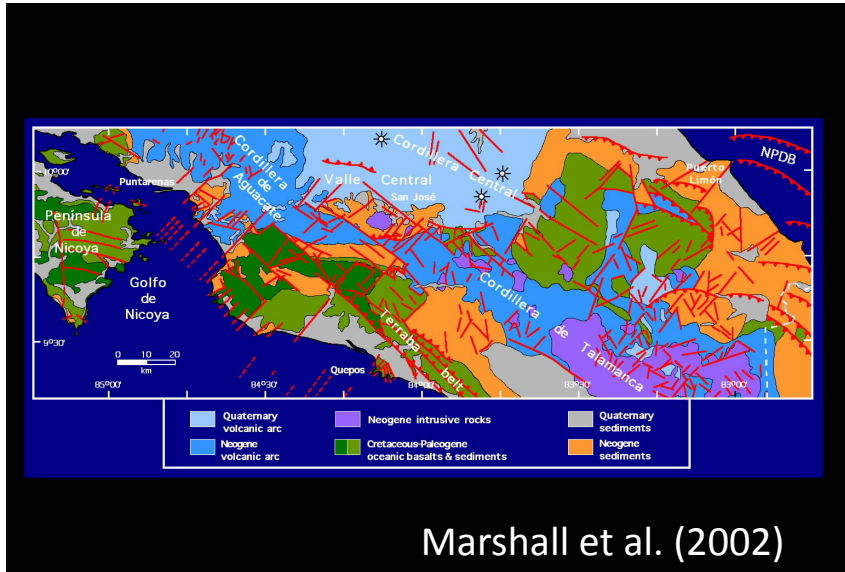 NPDB
Cordillera
de
Aguacate
Cordillera Central
10°00'
Puerto
Limón
Puntarenas
Valle Central
San José
Península
de
Nicoya
Golfo
de
Nicoya
Cordillera de Talamanca
Terraba belt
9°30'
0 10 20
km
Quepos
85°00'
84°30'
84°00'
83°30'
83°00'
Quaternary
volcanic arc
Neogene intrusive rocks
Quaternary
sediments
Neogene
volcanic arc
Cretaceous-Paleogene
oceanic basalts & sediments
Neogene
sediments
Marshall et al. (2002)